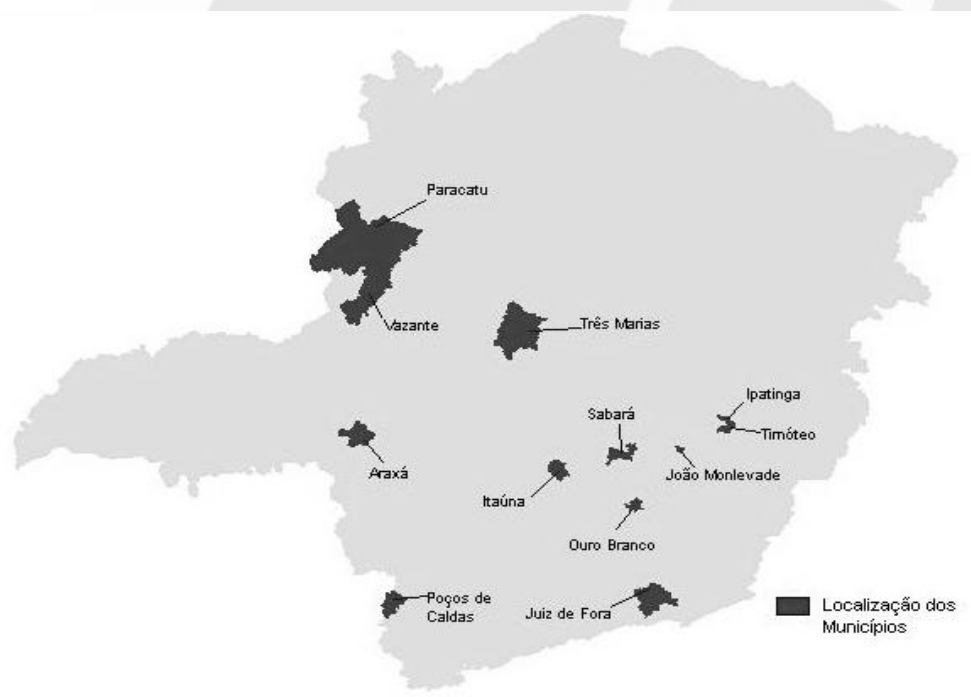 Paracatu
Vazante
Três Marias
Ipatinga
Sabará
Timóteo
Araxá
João Monlevade
Itaúna
Ouro Branco
Poços de
Caldas
Juiz de Fora
Localização dos
Municípios